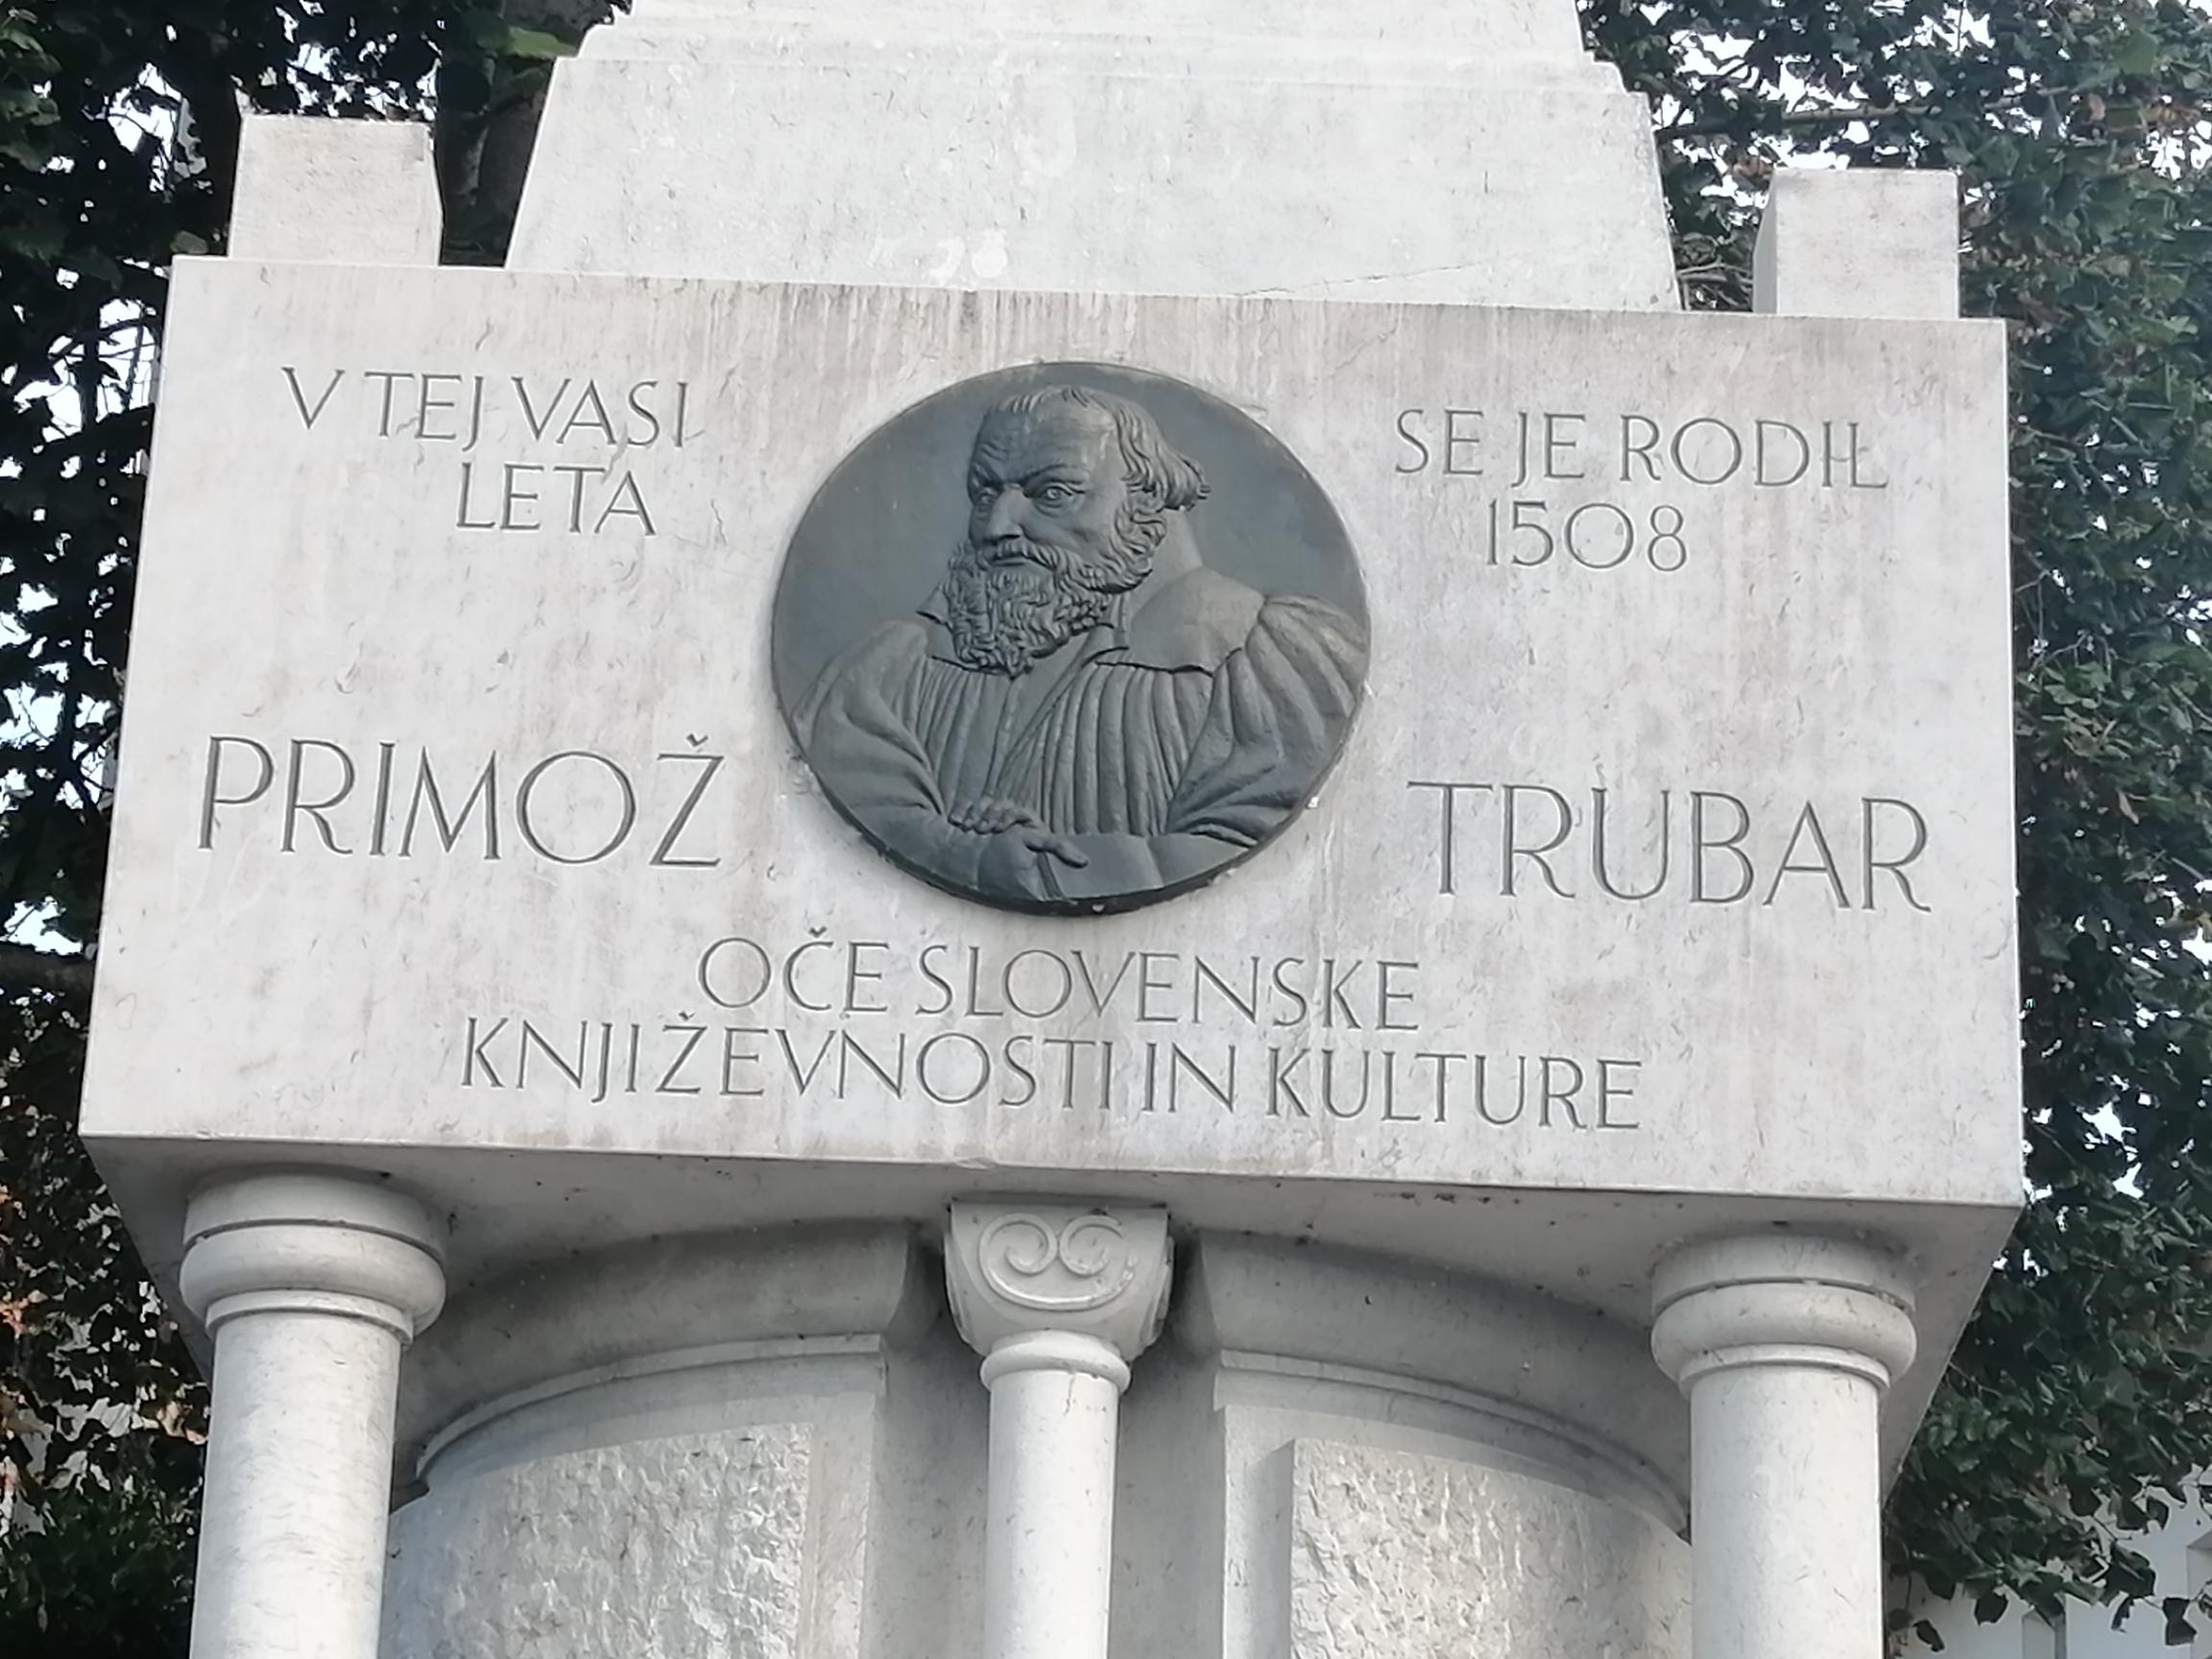 V TEJ VASI SE JE RODIL
LETA 1508
PRIMOŽ TRUBAR
OČE SLOVENSKE
KNJIŽEVNOSTI IN KULTURE